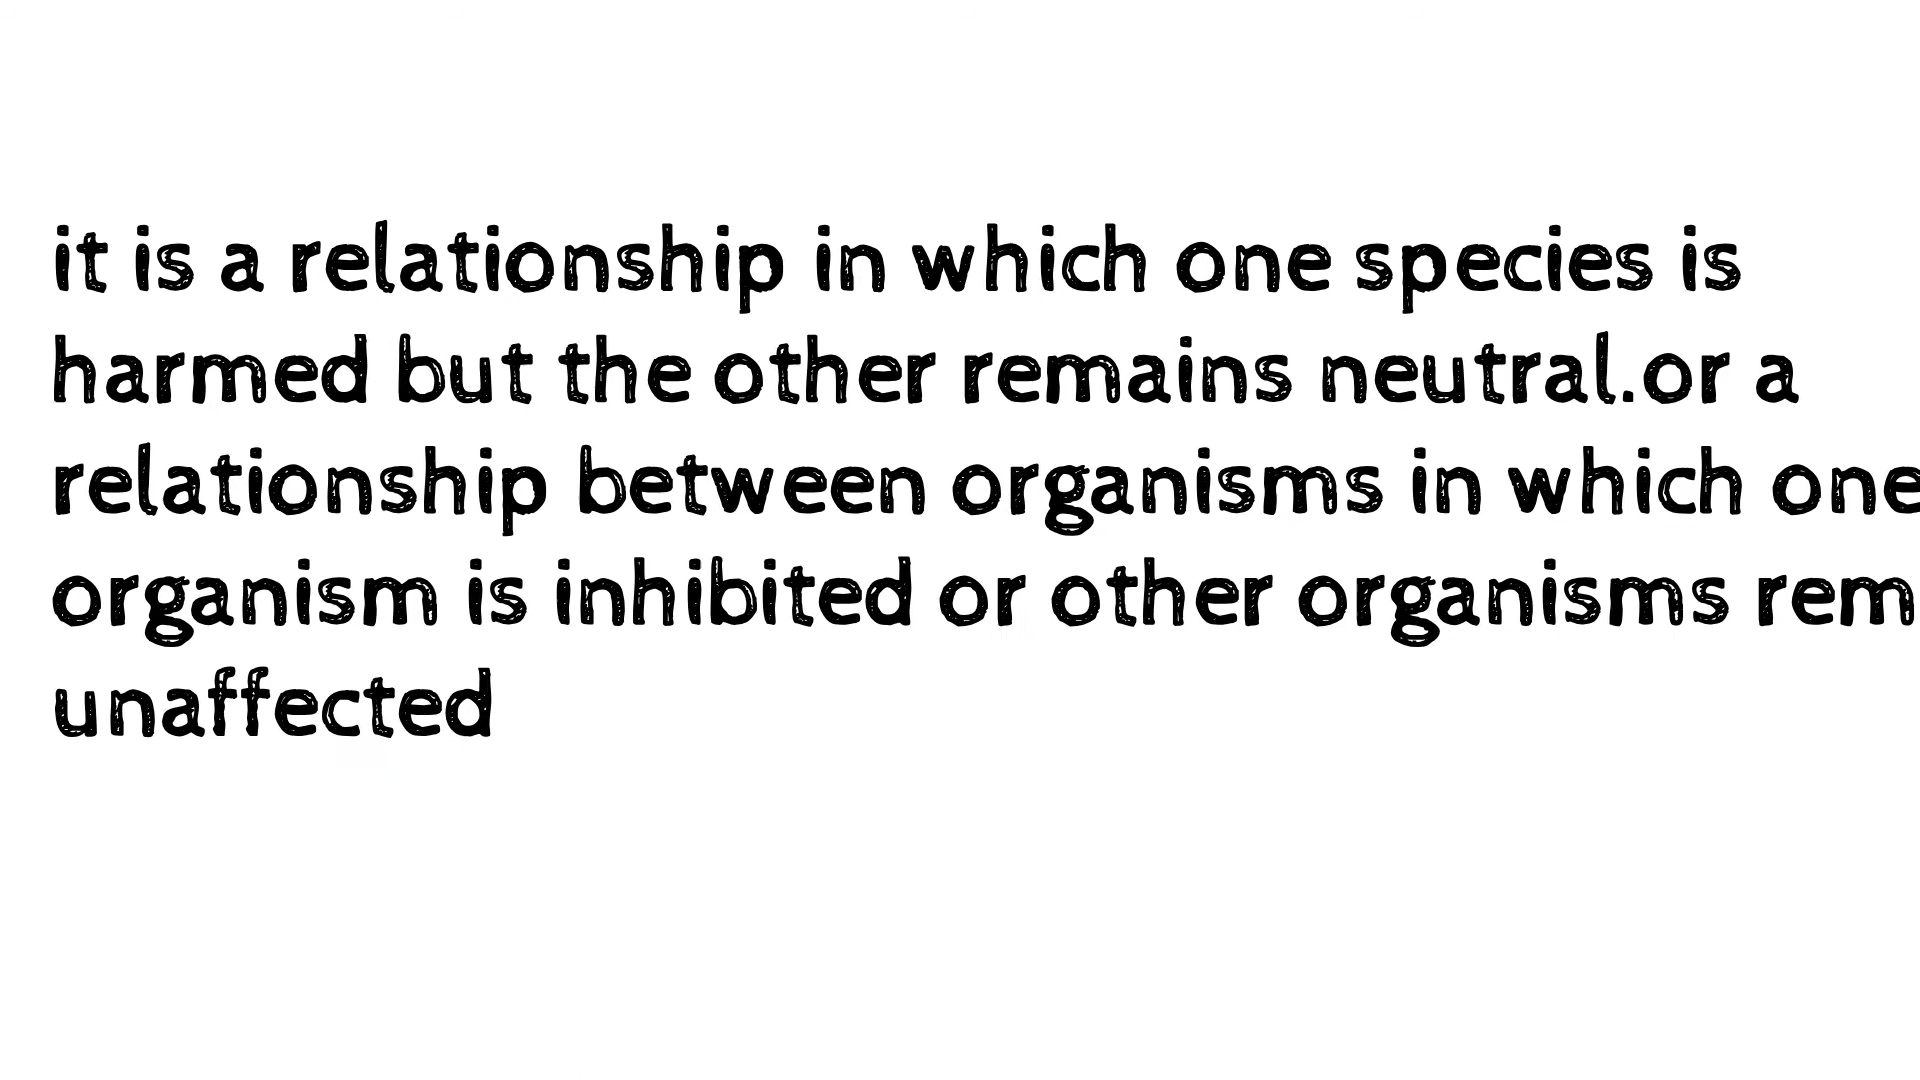 it is a relationship in which one species is
harmed but the other remains neutral.or a
relationship between organisms in which one
organism is inhibited or other organisms rem
unaffected